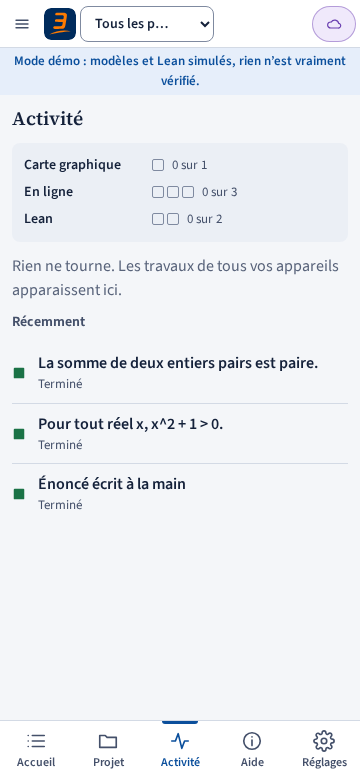 Tous les p…
Mode démo : modèles et Lean simulés, rien n’est vraiment
vérifié.
Activité
Carte graphique 0 sur 1
En ligne 0 sur 3
Lean 0 sur 2
Rien ne tourne. Les travaux de tous vos appareils
apparaissent ici.
Récemment
La somme de deux entiers pairs est paire.
Terminé
Pour tout réel x, x^2 + 1 > 0.
Terminé
Énoncé écrit à la main
Terminé
Accueil Projet Activité Aide Réglages